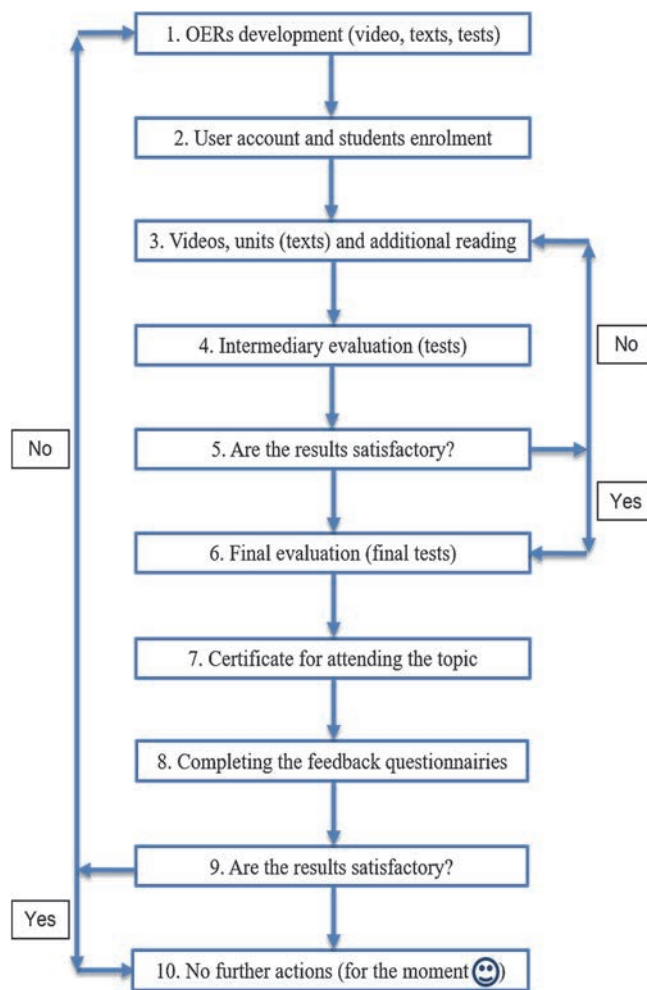 1. OERs development (video, texts, tests)
2. User account and students enrolment
3. Videos, units (texts) and additional reading
No
4. Intermediary evaluation (tests)
No
5. Are the results satisfactory?
Yes
6. Final evaluation (final tests)
7. Certificate for attending the topic
8. Completing the feedback questionnairies
9. Are the results satisfactory?
Yes
10. No further actions (for the moment ☺)